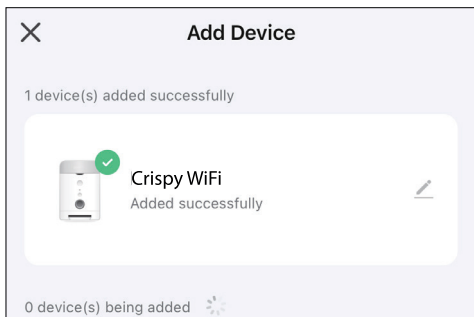 Add Device
1 device(s) added successfully
Crispy WiFi
Added successfully
0 device(s) being added